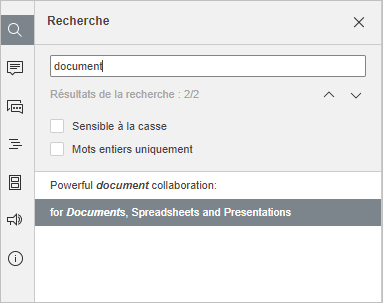 Recherche
document
Résultats de la recherche : 2/2
Sensible à la casse
Mots entiers uniquement
Powerful document collaboration:
for Documents, Spreadsheets and Presentations